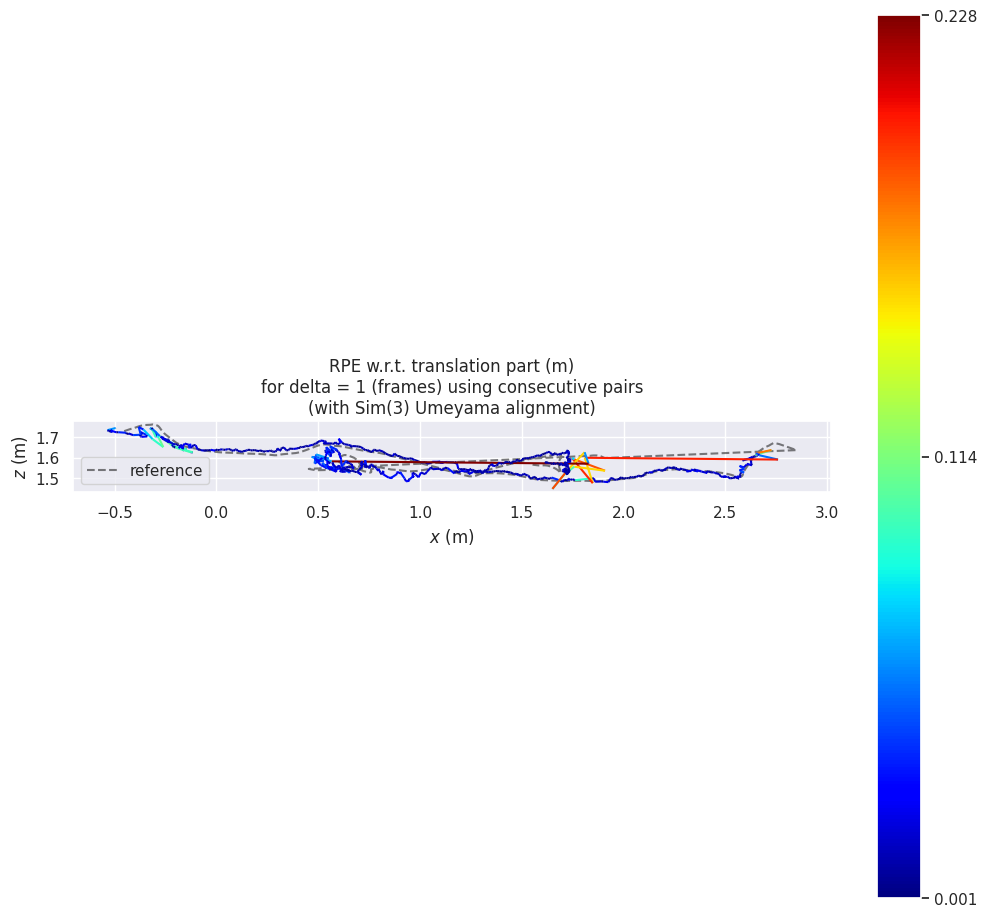 RPE w.r.t. translation part (m)
for delta = 1 (frames) using consecutive pairs
(with Sim(3) Umeyama alignment)
0.228
0.114
0.001
z (m)
1.7
1.6
1.5
reference
−0.5 0.0 0.5 1.0 1.5 2.0 2.5 3.0
x (m)